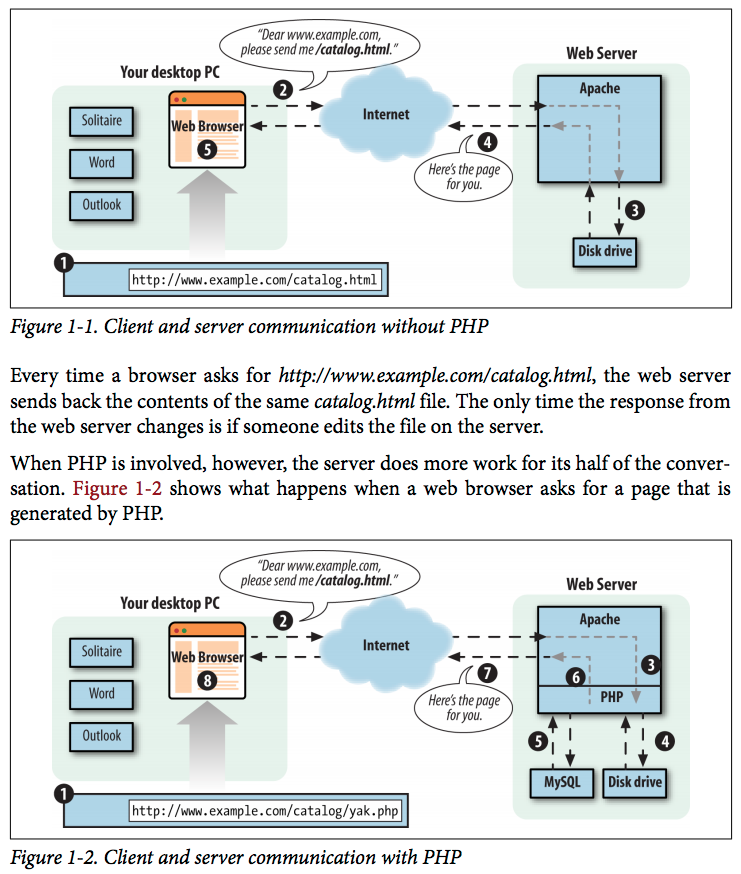 "Dear www.example.com,
please send me /catalog.html."
Your desktop PC
Web Server
2
Apache
Solitaire
Web Browser
5
Internet
Word
4
Here's the page
for you.
Outlook
3
Disk drive
1
http://www.example.com/catalog.html
Figure 1-1. Client and server communication without PHP
Every time a browser asks for http://www.example.com/catalog.html, the web server
sends back the contents of the same catalog.html file. The only time the response from
the web server changes is if someone edits the file on the server.
When PHP is involved, however, the server does more work for its half of the conver-
sation. Figure 1-2 shows what happens when a web browser asks for a page that is
generated by PHP.
"Dear www.example.com,
please send me /catalog.html."
Your desktop PC
Web Server
2
Apache
Solitaire
Web Browser
8
Internet
3
Word
7
6
Here's the page
for you.
PHP
Outlook
5
4
MySQL
Disk drive
1
http://www.example.com/catalog/yak.php
Figure 1-2. Client and server communication with PHP